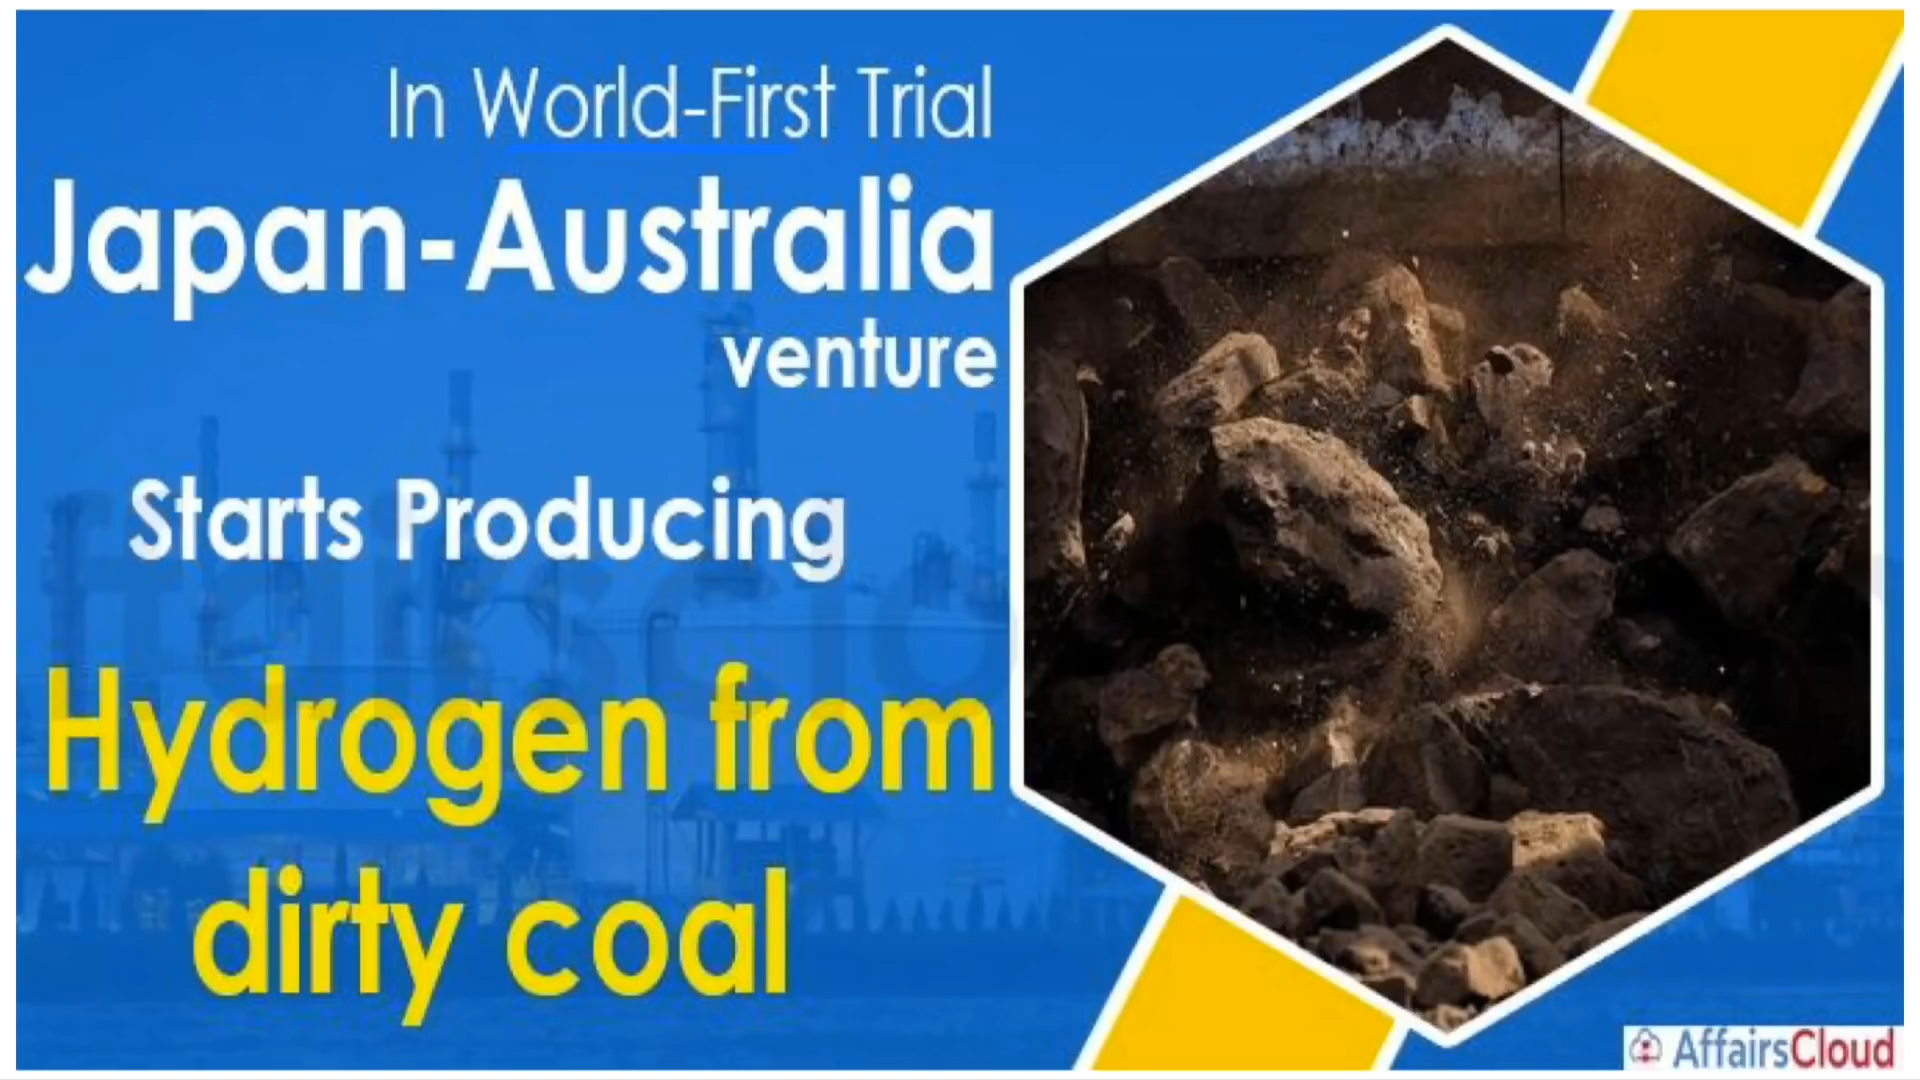 In World-First Trial
Japan-Australia
venture
Starts Producing
Hydrogen from
dirty coal
AffairsCloud